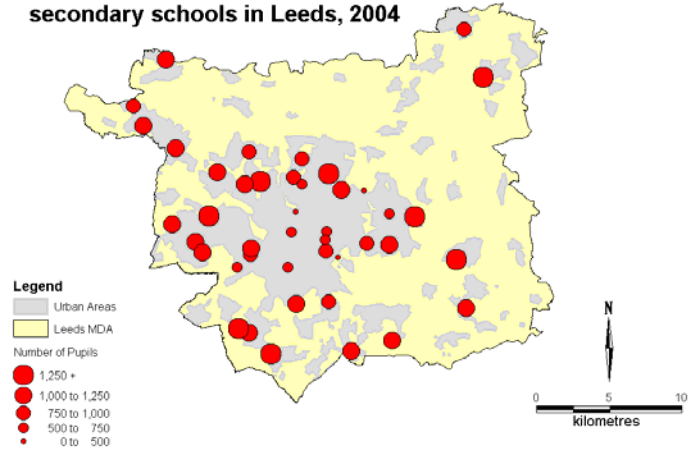 secondary schools in Leeds, 2004
Legend
Urban Areas
Leeds MDA
Number of Pupils
1,250 +
1,000 to 1,250
750 to 1,000
500 to 750
0 to 500
N
0 5 10
kilometres